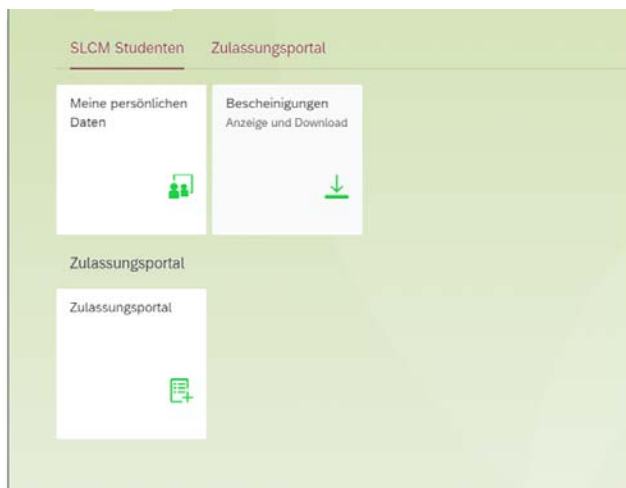 SLCM Studenten Zulassungsportal
Meine persönlichen
Daten
Bescheinigungen
Anzeige und Download
Zulassungsportal
Zulassungsportal